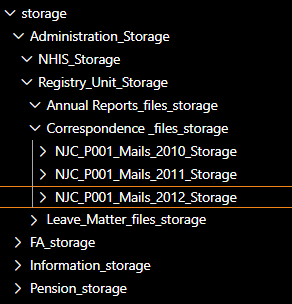 storage
Administration_Storage
NHIS_Storage
Registry_Unit_Storage
Annual Reports_files_storage
Correspondence _files_storage
NJC_P001_Mails_2010_Storage
NJC_P001_Mails_2011_Storage
NJC_P001_Mails_2012_Storage
Leave_Matter_files_storage
FA_storage
Information_storage
Pension_storage